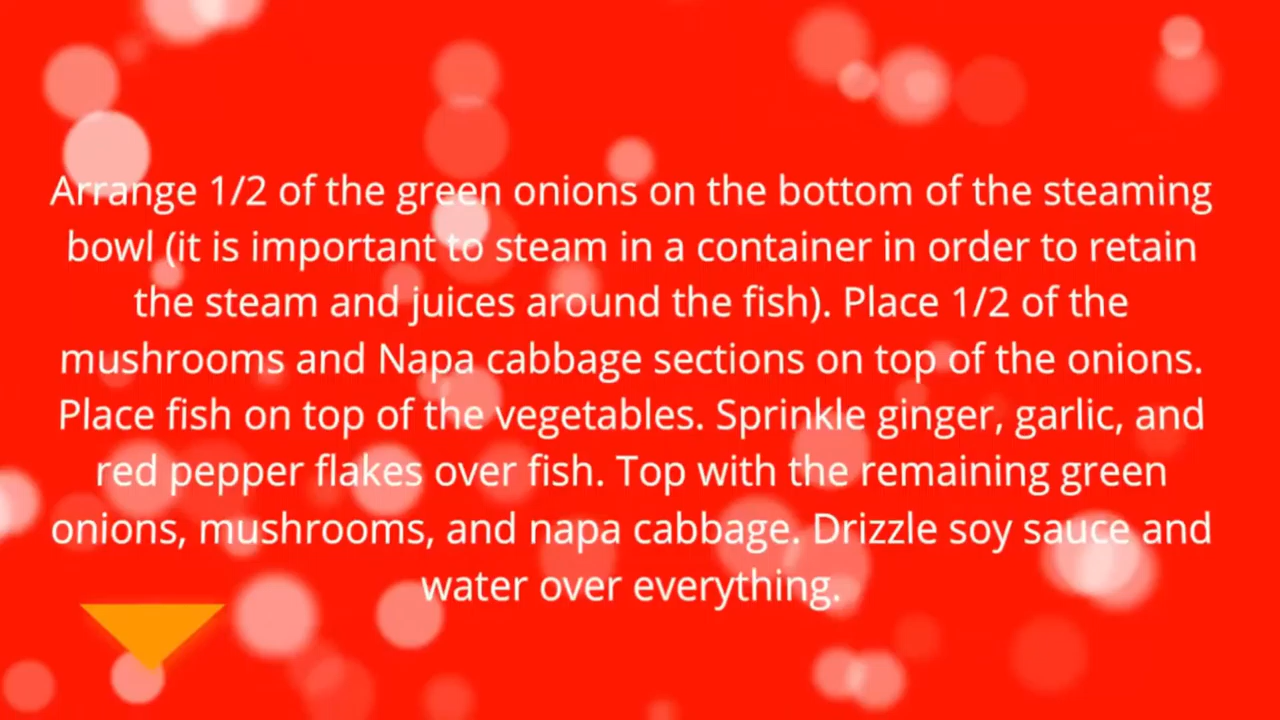 Arrange 1/2 of the green onions on the bottom of the steaming
bowl (it is important to steam in a container in order to retain
the steam and juices around the fish). Place 1/2 of the
mushrooms and Napa cabbage sections on top of the onions.
Place fish on top of the vegetables. Sprinkle ginger, garlic, and
red pepper flakes over fish. Top with the remaining green
onions, mushrooms, and napa cabbage. Drizzle soy sauce and
water over everything.